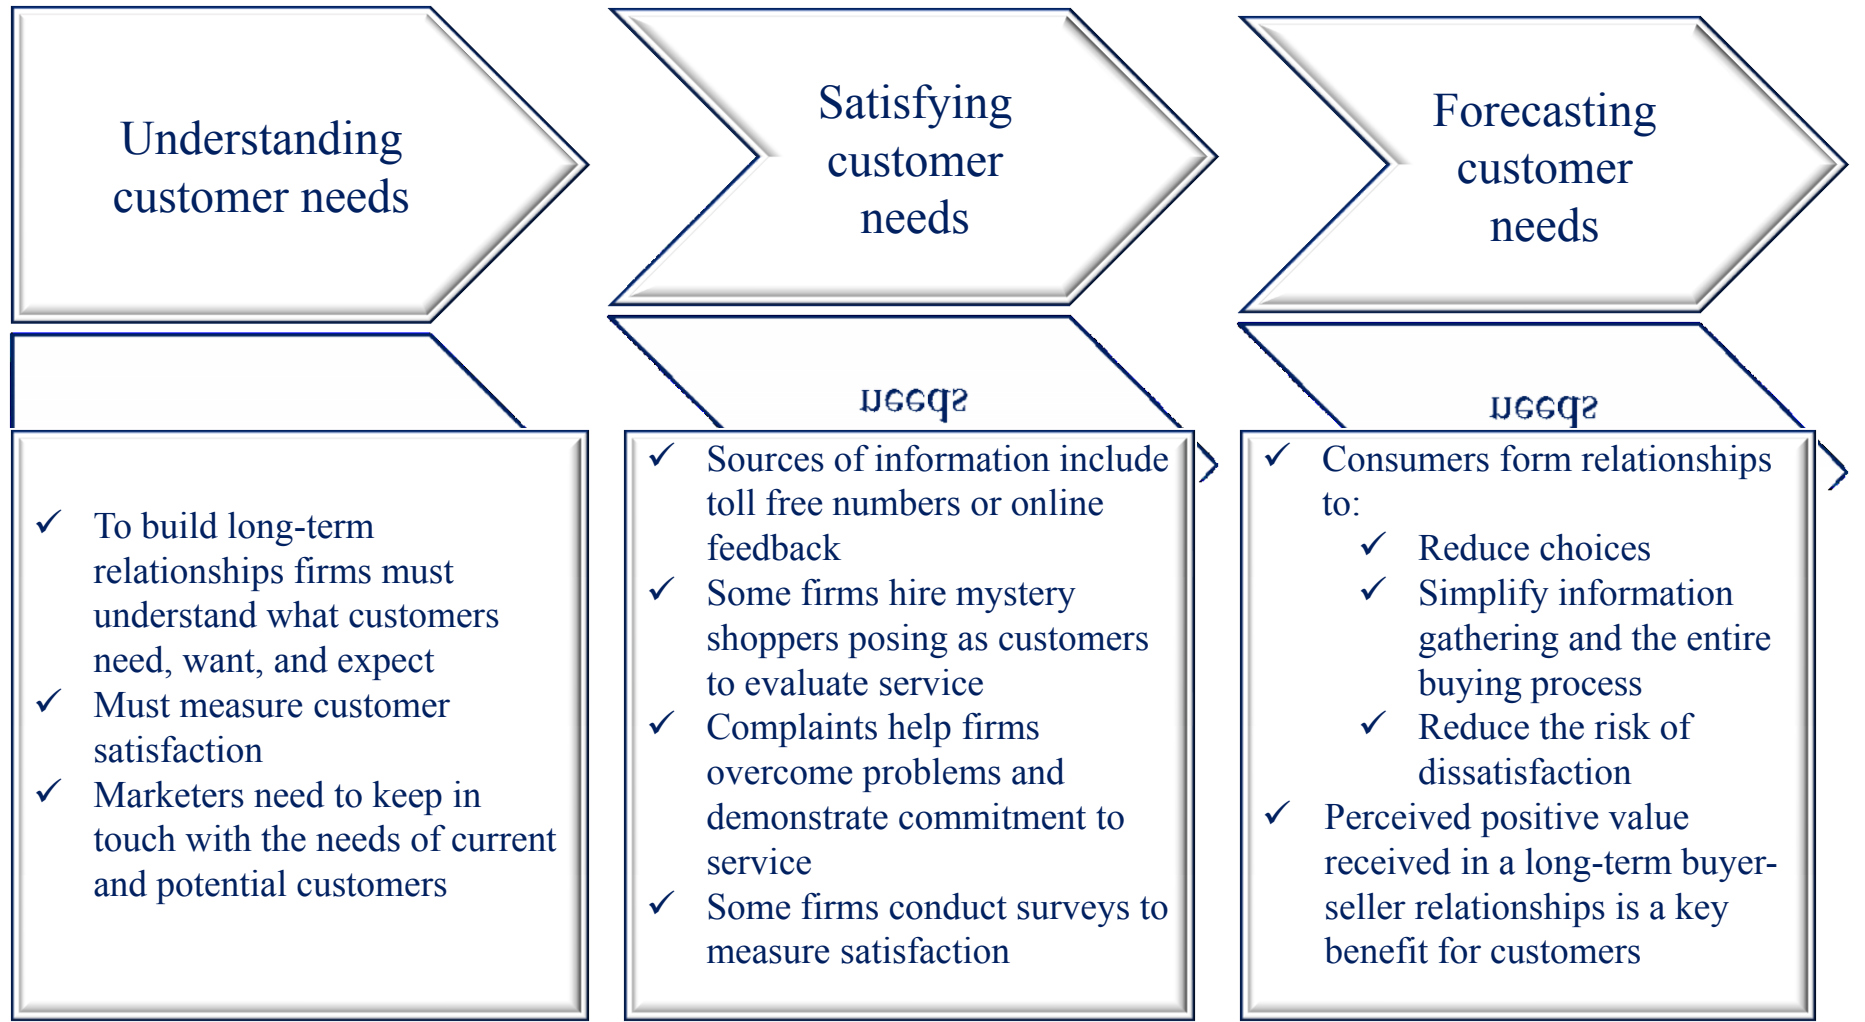 Understanding
customer needs
Satisfying
customer
needs
Forecasting
customer
needs
needs
needs
✓ To build long-term
relationships firms must
understand what customers
need, want, and expect
✓ Must measure customer
satisfaction
✓ Marketers need to keep in
touch with the needs of current
and potential customers
✓ Sources of information include
toll free numbers or online
feedback
✓ Some firms hire mystery
shoppers posing as customers
to evaluate service
✓ Complaints help firms
overcome problems and
demonstrate commitment to
service
✓ Some firms conduct surveys to
measure satisfaction
✓ Consumers form relationships
to:
✓ Reduce choices
✓ Simplify information
gathering and the entire
buying process
✓ Reduce the risk of
dissatisfaction
✓ Perceived positive value
received in a long-term buyer-
seller relationships is a key
benefit for customers